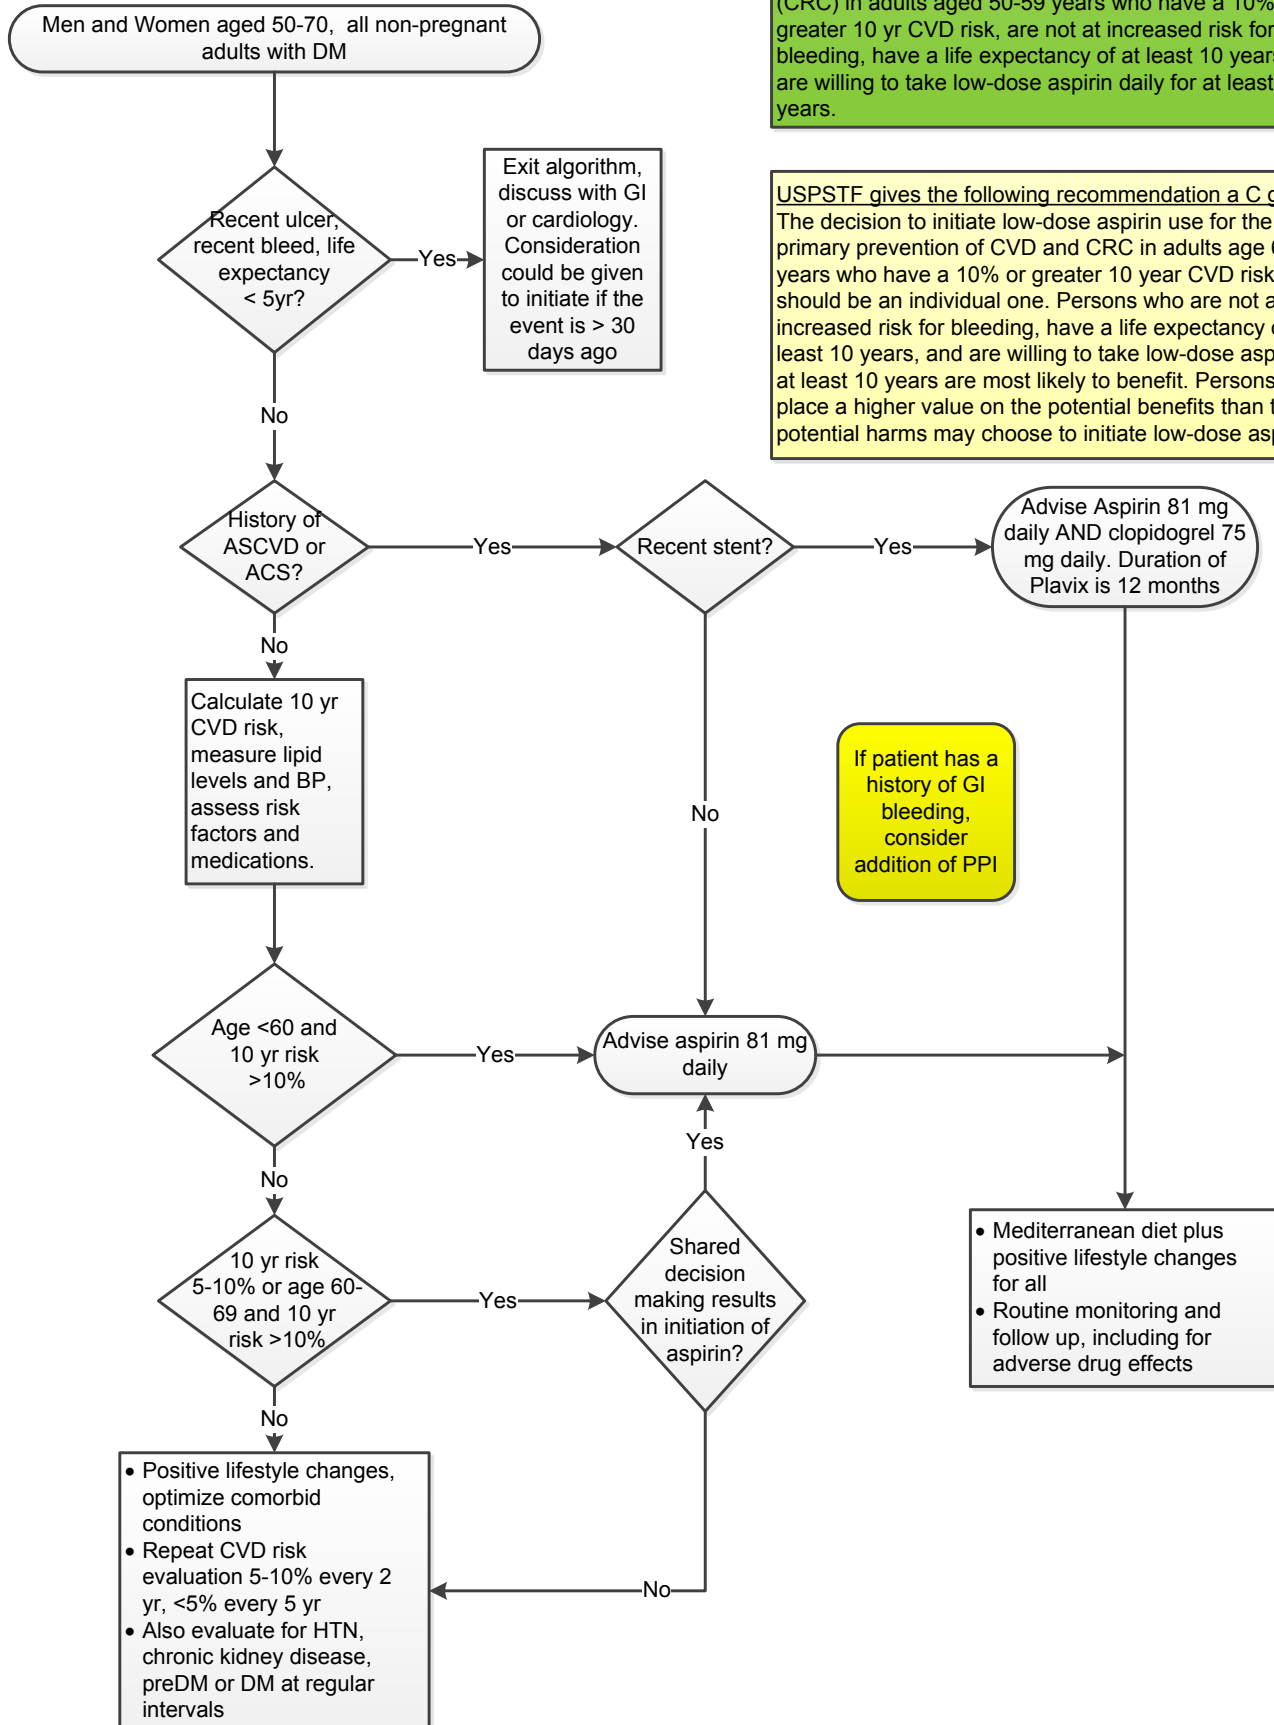 Men and Women aged 50-70, all non-pregnant
adults with DM
(CRC) in adults aged 50-59 years who have a 10%
greater 10 yr CVD risk, are not at increased risk for
bleeding, have a life expectancy of at least 10 years
are willing to take low-dose aspirin daily for at least
years.
Recent ulcer,
recent bleed, life
expectancy
< 5yr?
Yes
Exit algorithm,
discuss with GI
or cardiology.
Consideration
could be given
to initiate if the
event is > 30
days ago
USPSTF gives the following recommendation a C
The decision to initiate low-dose aspirin use for the
primary prevention of CVD and CRC in adults age
years who have a 10% or greater 10 year CVD risk
should be an individual one. Persons who are not
increased risk for bleeding, have a life expectancy
least 10 years, and are willing to take low-dose
at least 10 years are most likely to benefit. Persons
place a higher value on the potential benefits than
potential harms may choose to initiate low-dose
No
History of
ASCVD or
ACS?
Yes
Recent stent?
Yes
Advise Aspirin 81 mg
daily AND clopidogrel 75
mg daily. Duration of
Plavix is 12 months
No
Calculate 10 yr
CVD risk,
measure lipid
levels and BP,
assess risk
factors and
medications.
No
If patient has a
history of GI
bleeding,
consider
addition of PPI
Age <60 and
10 yr risk
>10%
Yes
Advise aspirin 81 mg
daily
Yes
No
10 yr risk
5-10% or age 60-
69 and 10 yr
risk >10%
Yes
Shared
decision
making results
in initiation of
aspirin?
• Mediterranean diet plus
positive lifestyle changes
for all
• Routine monitoring and
follow up, including for
adverse drug effects
No
• Positive lifestyle changes,
optimize comorbid
conditions
• Repeat CVD risk
evaluation 5-10% every 2
yr, <5% every 5 yr
• Also evaluate for HTN,
chronic kidney disease,
preDM or DM at regular
intervals
No